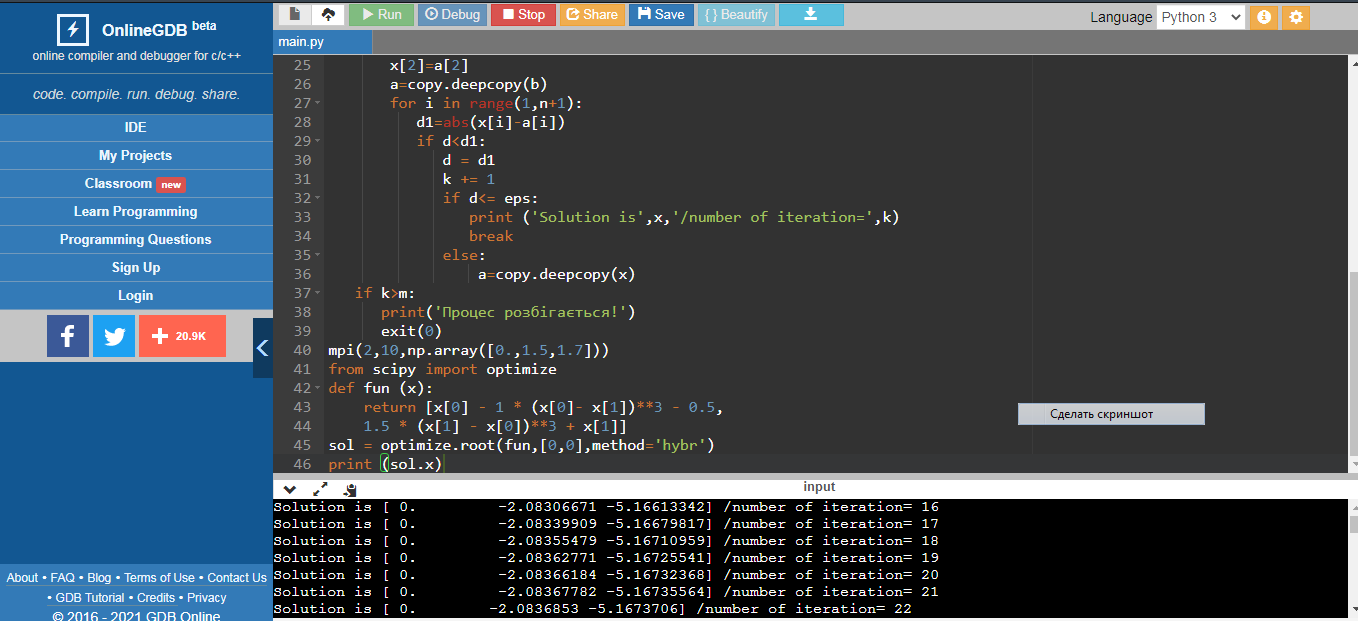 OnlineGDB beta
online compiler and debugger for c/c++
code. compile. run. debug. share.
IDE
My Projects
Classroom new
Learn Programming
Programming Questions
Sign Up
Login
20.9K
About • FAQ • Blog • Terms of Use • Contact Us
• GDB Tutorial • Credits • Privacy
© 2016 - 2021 GDB Online
Run Debug Stop Share Save { } Beautify
Language Python 3
main.py
25 x[2]=a[2]
26 a=copy.deepcopy(b)
27 for i in range(1,n+1):
28 d1=abs(x[i]-a[i])
29 if d<d1:
30 d = d1
31 k += 1
32 if d<= eps:
33 print ('Solution is',x,'/number of iteration=',k)
34 break
35 else:
36 a=copy.deepcopy(x)
37 if k>m:
38 print('Процес розбігається!')
39 exit(0)
40 mpi(2,10,np.array([0.,1.5,1.7]))
41 from scipy import optimize
42 def fun (x):
43 return [x[0] - 1 * (x[0]- x[1])**3 - 0.5,
44 1.5 * (x[1] - x[0])**3 + x[1]]
45 sol = optimize.root(fun,[0,0],method='hybr')
46 print (sol.x)
Сделать скриншот
input
Solution is [ 0. -2.08306671 -5.16613342] /number of iteration= 16
Solution is [ 0. -2.08339909 -5.16679817] /number of iteration= 17
Solution is [ 0. -2.08355479 -5.16710959] /number of iteration= 18
Solution is [ 0. -2.08362771 -5.16725541] /number of iteration= 19
Solution is [ 0. -2.08366184 -5.16732368] /number of iteration= 20
Solution is [ 0. -2.08367782 -5.16735564] /number of iteration= 21
Solution is [ 0. -2.0836853 -5.1673706] /number of iteration= 22